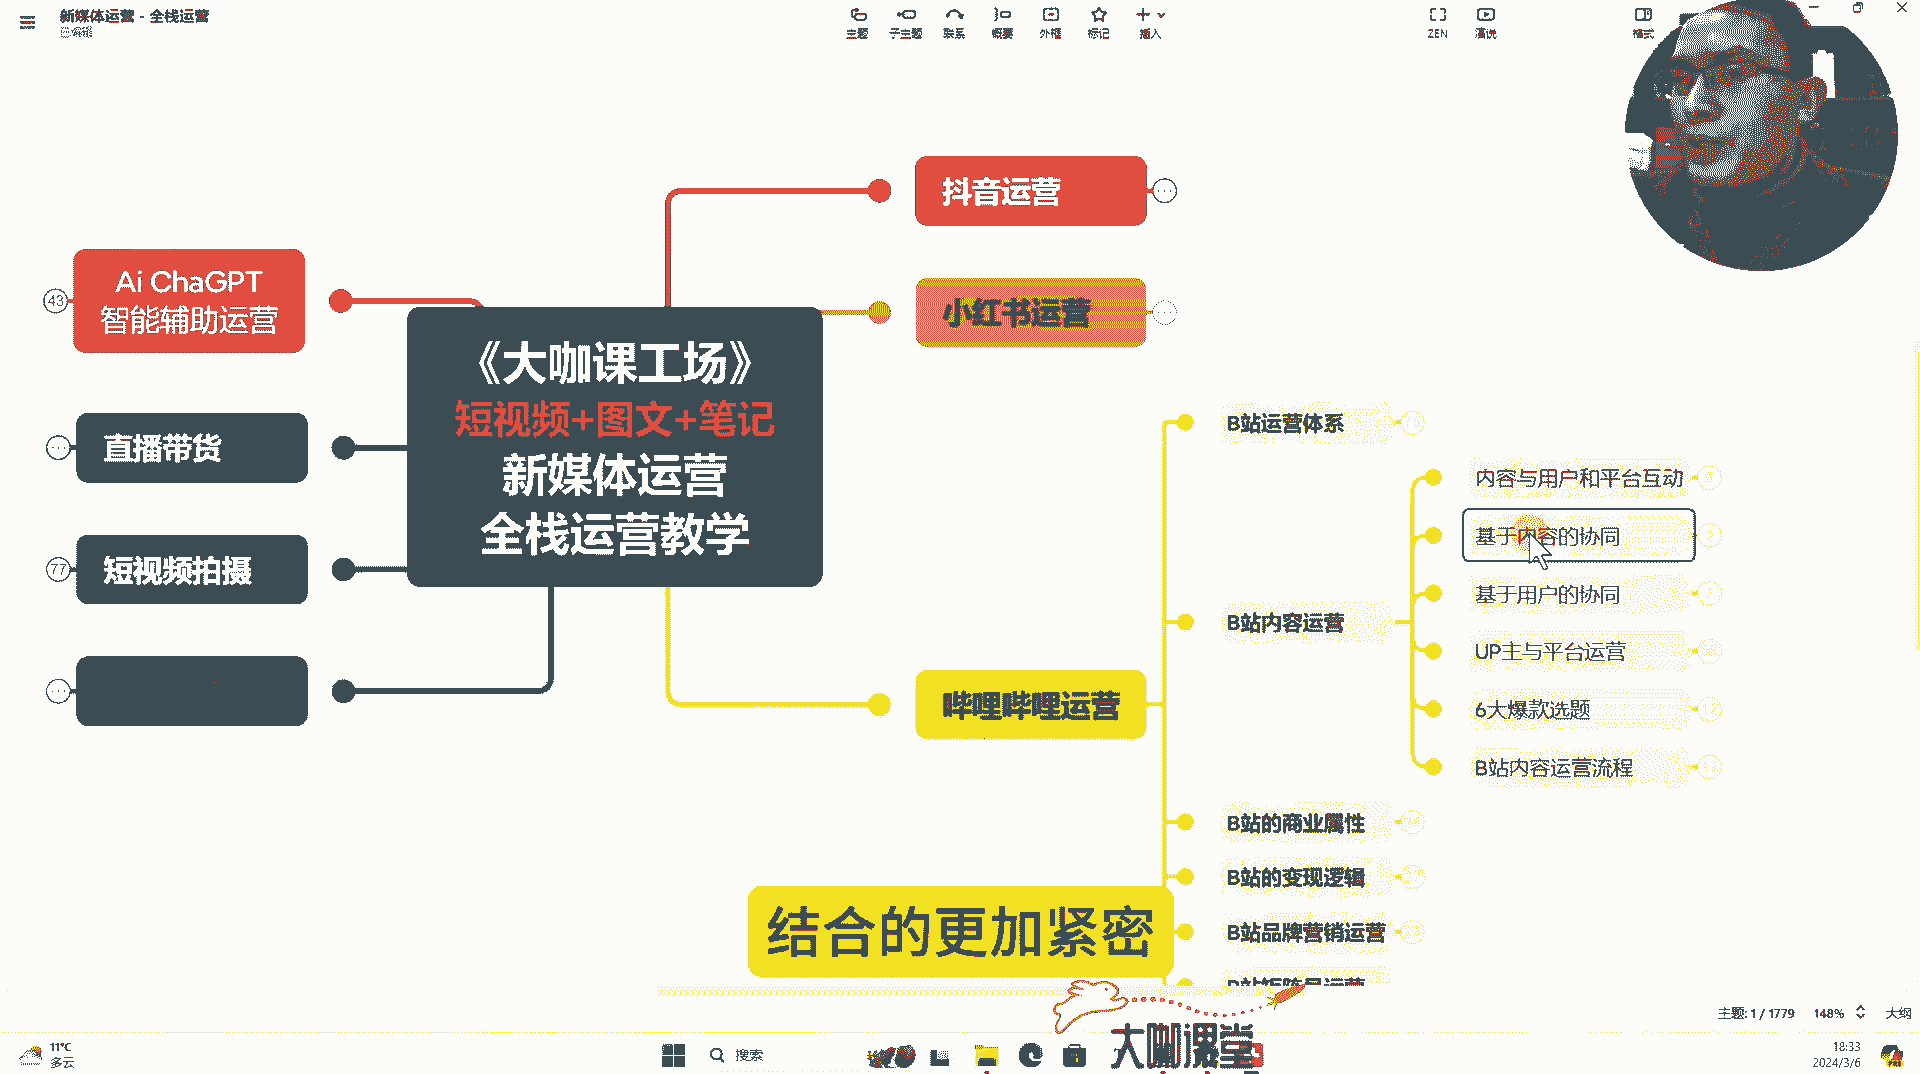 新媒体运营 - 全栈运营
已编辑
主题
子主题
联系
概要
外框
标记
插入
ZEN
演说
格式
抖音运营
小红书运营
43
Ai ChaGPT
智能辅助运营
直播带货
77
短视频拍摄
《大咖课工场》
短视频+图文+笔记
新媒体运营
全栈运营教学
哔哩哔哩运营
B站运营体系
B站内容运营
内容与用户和平台互动
基于内容的协同
基于用户的协同
UP主与平台运营
6大爆款选题
B站内容运营流程
B站的商业属性
B站的变现逻辑
B站品牌营销运营
B站矩阵号运营
结合的更加紧密
大咖课堂
主题: 1 / 1779
148%
大纲
11°C
多云
搜索
18:33
2024/3/6